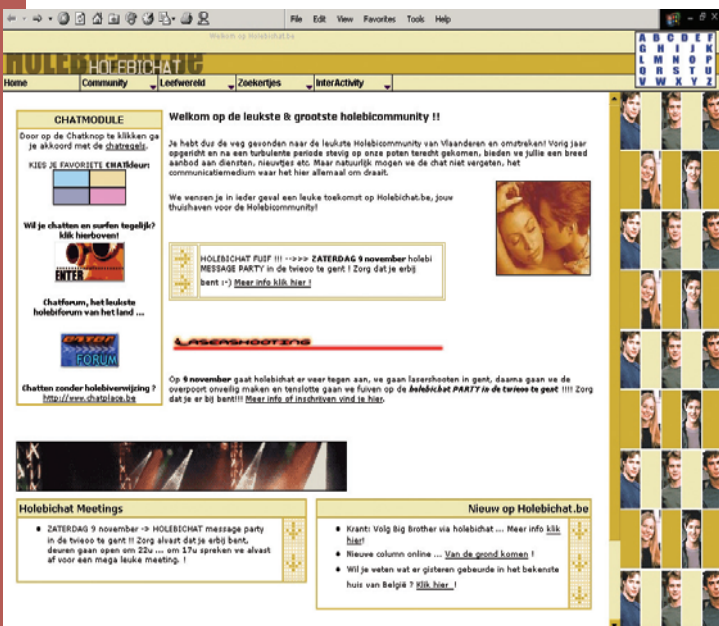 File Edit View Favorites Tools Help
Welkom op Holebichat.be
HOLEBICHAT.be
HOLEBICHAT
A B C D E F
G H I J K
L M N O P
Q R S T U
V W X Y Z
Home Community Leefwereld Zoekertjes InterActivity
CHATMODULE
Door op de Chatknop te klikken ga
je akkoord met de chatregels.
KIES JE FAVORIETE CHATkleur:
Wil je chatten en surfen tegelijk?
klik hierboven!
ENTER
Chatforum, het leukste
holebiforum van het land ...
enter
FORUM
Chatten zonder holebiverwijzing ?
http://www.chatplace.be
Welkom op de leukste & grootste holebicommunity !!
Je hebt dus de weg gevonden naar de leukste Holebicommunity van Vlaanderen en omstreken! Vorig jaar
opgericht en na een turbulente periode stevig op onze poten terecht gekomen, bieden we jullie een breed
aanbod aan diensten, nieuwtjes etc. Maar natuurlijk mogen we de chat niet vergeten, het
communicatiemedium waar het hier allemaal om draait.
We wensen je in ieder geval een leuke toekomst op Holebichat.be, jouw
thuishaven voor de Holebicommunity!
HOLEBICHAT FUIF !!! -->>> ZATERDAG 9 november holebi
MESSAGE PARTY in de twieoo te gent ! Zorg dat je erbij
bent :-) Meer info klik hier !
LASERSHOOTING
Op 9 november gaat holebichat er weer tegen aan, we gaan lasershooten in gent, daarna gaan we de
overpoort onveilig maken en tenslotte gaan we fuiven op de holebichat PARTY in de twieoo te gent !!!! Zorg
dat je er bij bent!!! Meer info of inschrijven vind je hier.
Holebichat Meetings
ZATERDAG 9 november -> HOLEBICHAT message party
in de twieoo te gent !! Zorg alvast dat je erbij bent,
deuren gaan open om 22u ... om 17u spreken we alvast
af voor een mega leuke meeting. !
Nieuw op Holebichat.be
Krant: Volg Big Brother via holebichat ... Meer info klik
hier!
Nieuwe column online ... Van de grond komen !
Wil je weten wat er gisteren gebeurde in het bekenste
huis van België ? Klik hier !